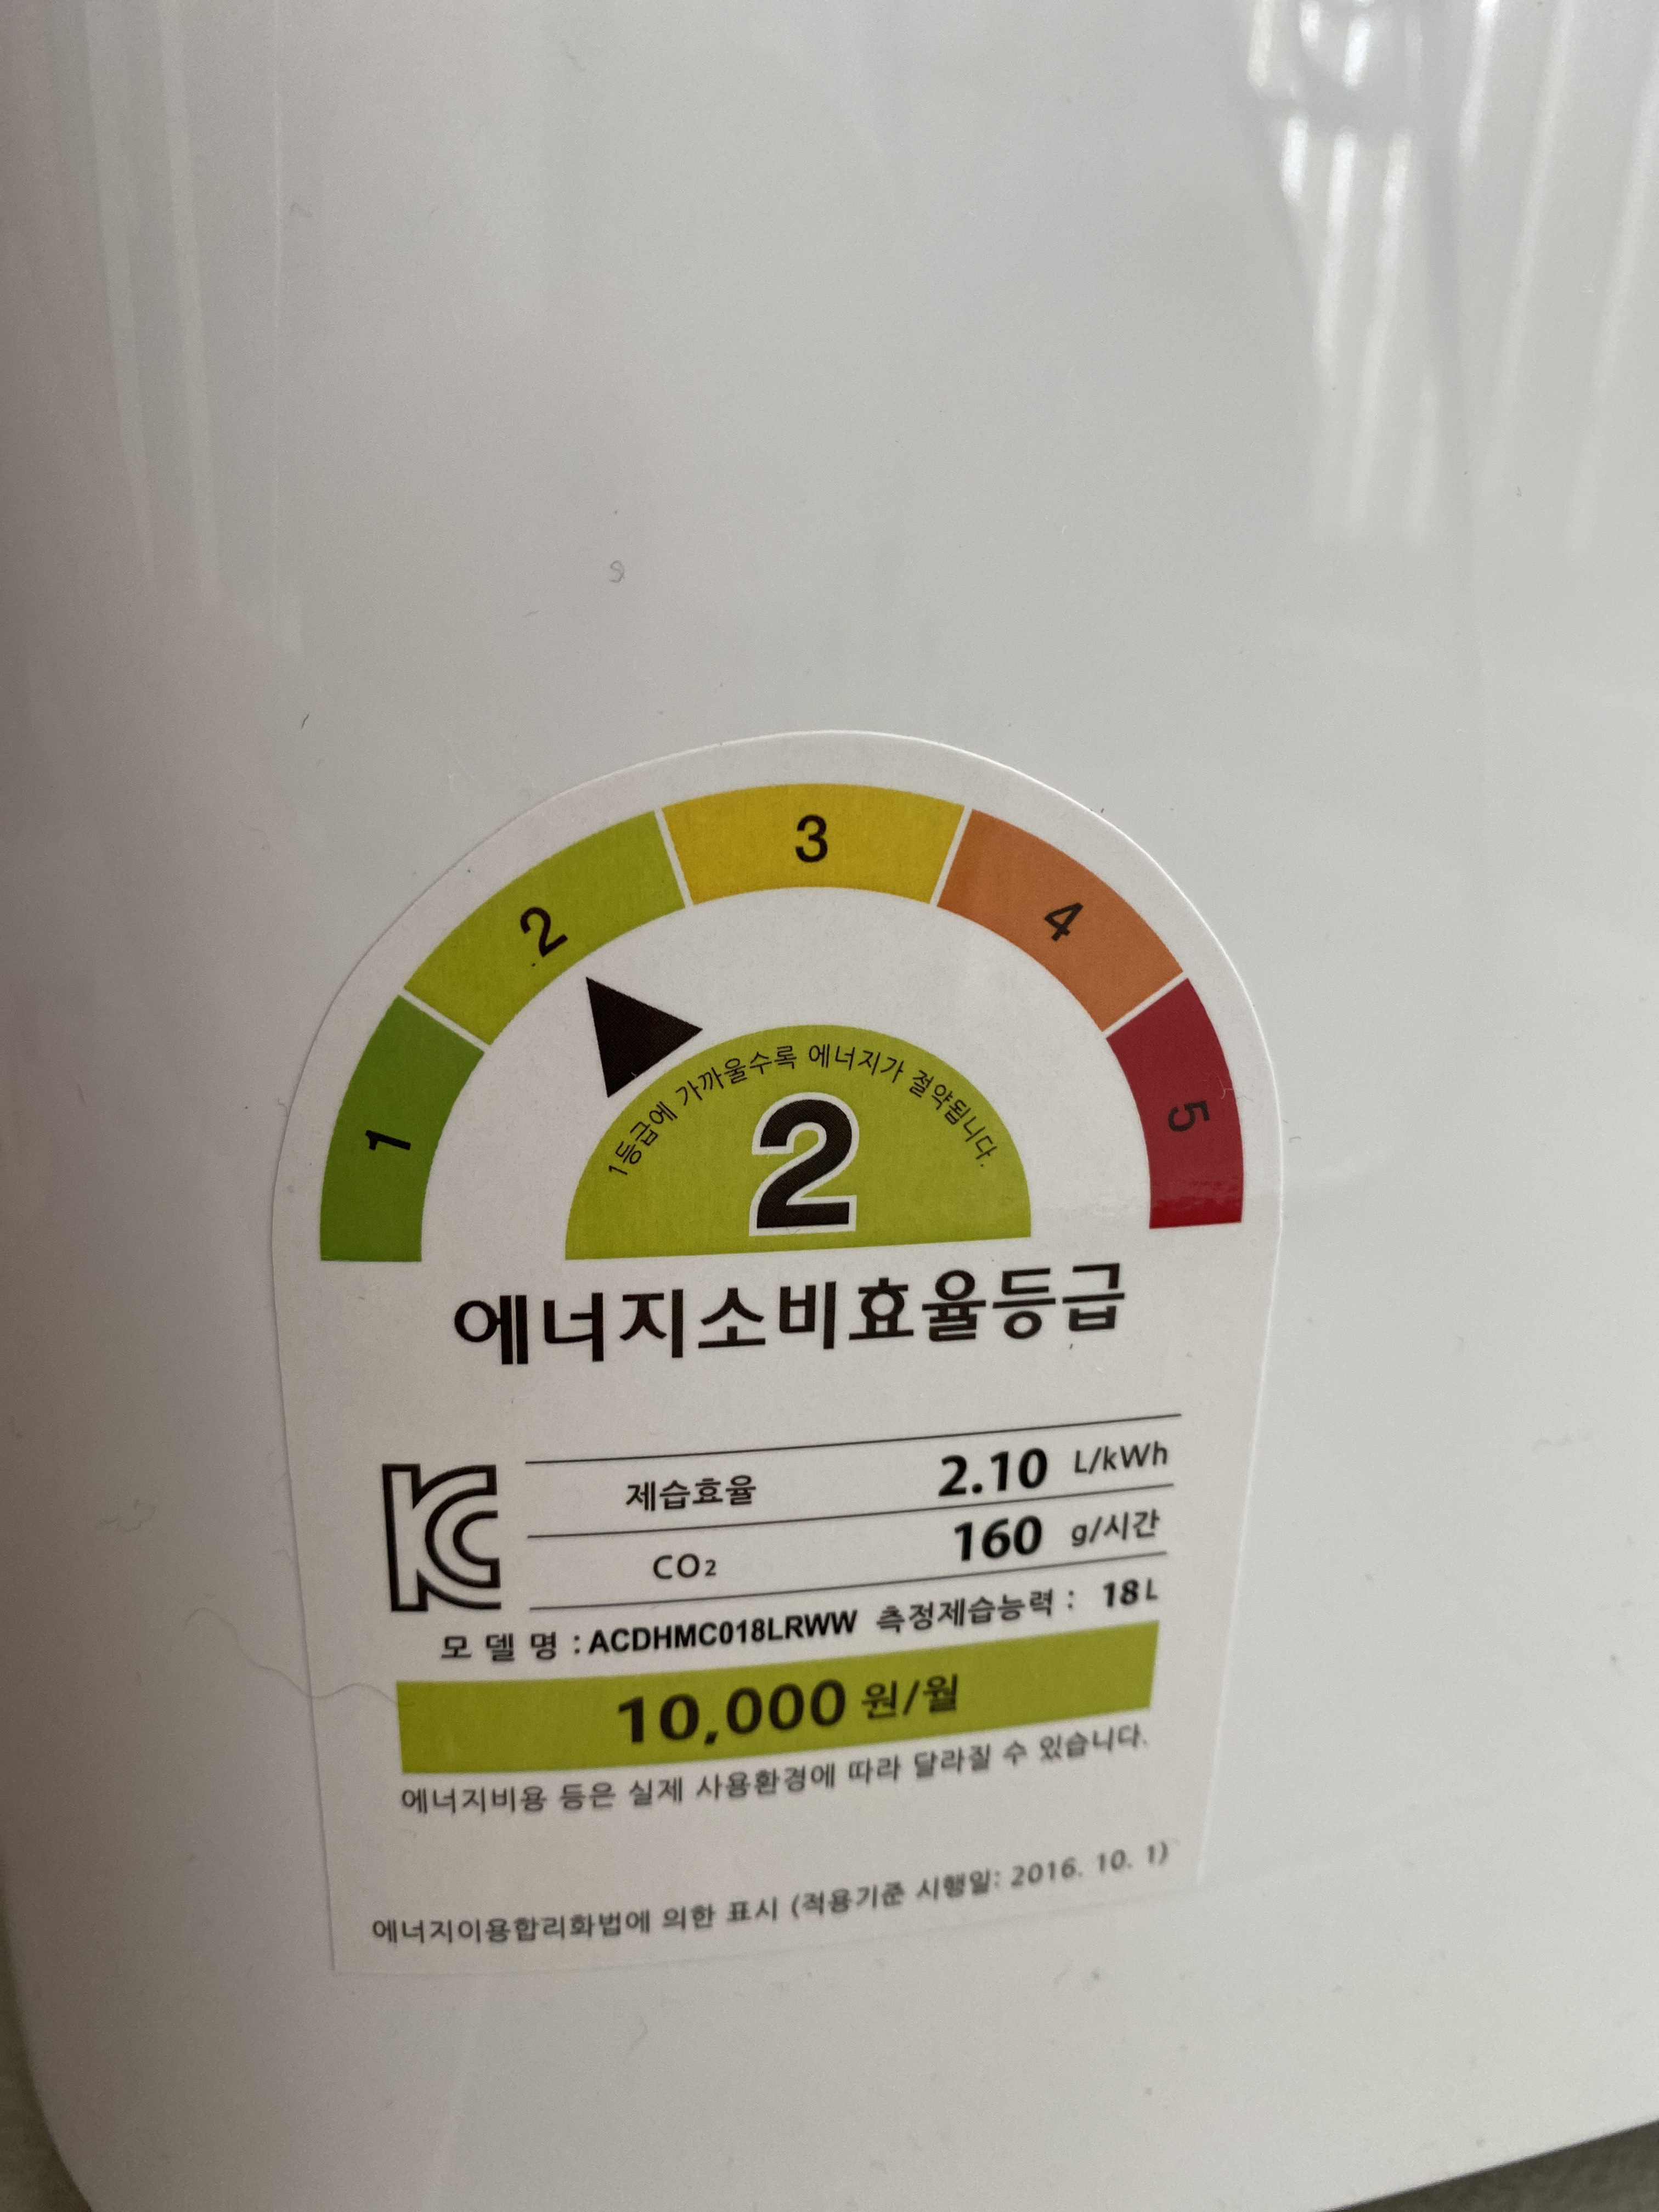 1
2
3
4
5
1등급에 가까울수록 에너지가 절약됩니다.
2
에너지소비효율등급
제습효율 2.10 L/kWh
CO₂ 160 g/시간
모 델 명 : ACDHMC018LRWW 측정제습능력 : 18 L
10,000 원/월
에너지비용 등은 실제 사용환경에 따라 달라질 수 있습니다.
에너지이용합리화법에 의한 표시 (적용기준 시행일: 2016. 10. 1)